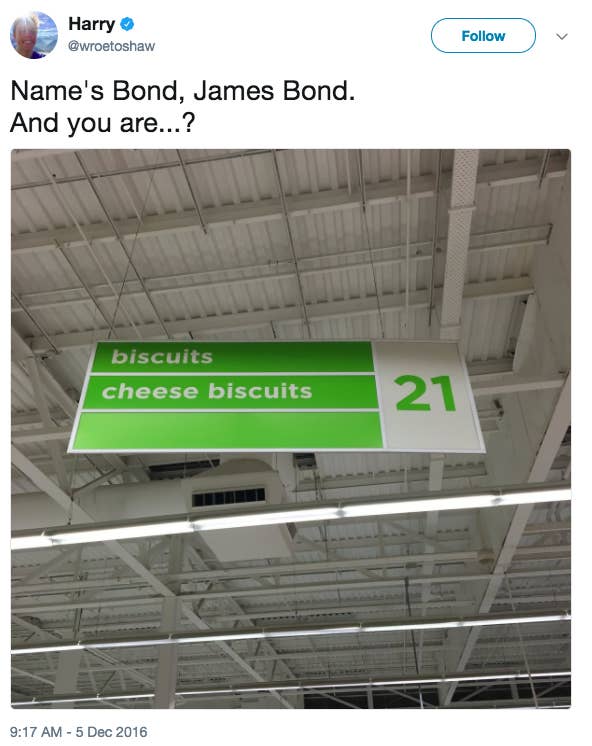 Harry
@wroetoshaw
Follow
Name's Bond, James Bond.
And you are...?
biscuits
cheese biscuits
21
9:17 AM - 5 Dec 2016